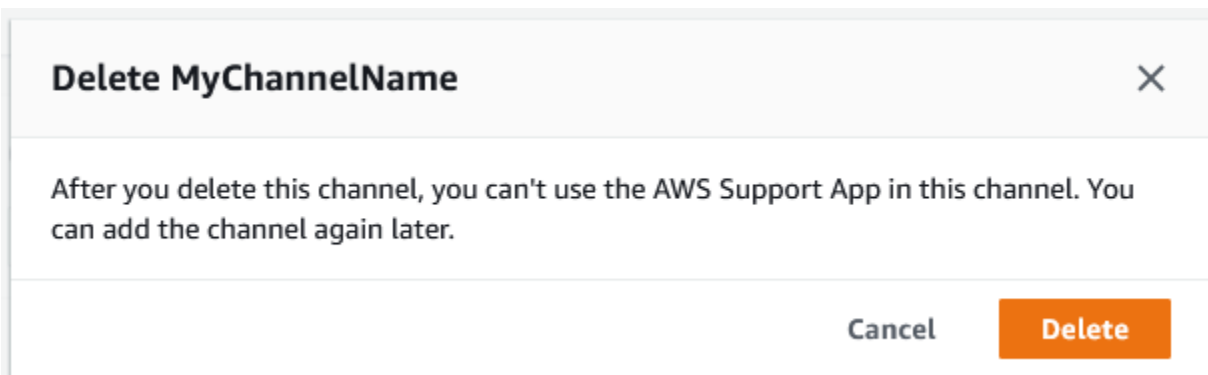 Delete MyChannelName
After you delete this channel, you can't use the AWS Support App in this channel. You
can add the channel again later.
Cancel
Delete